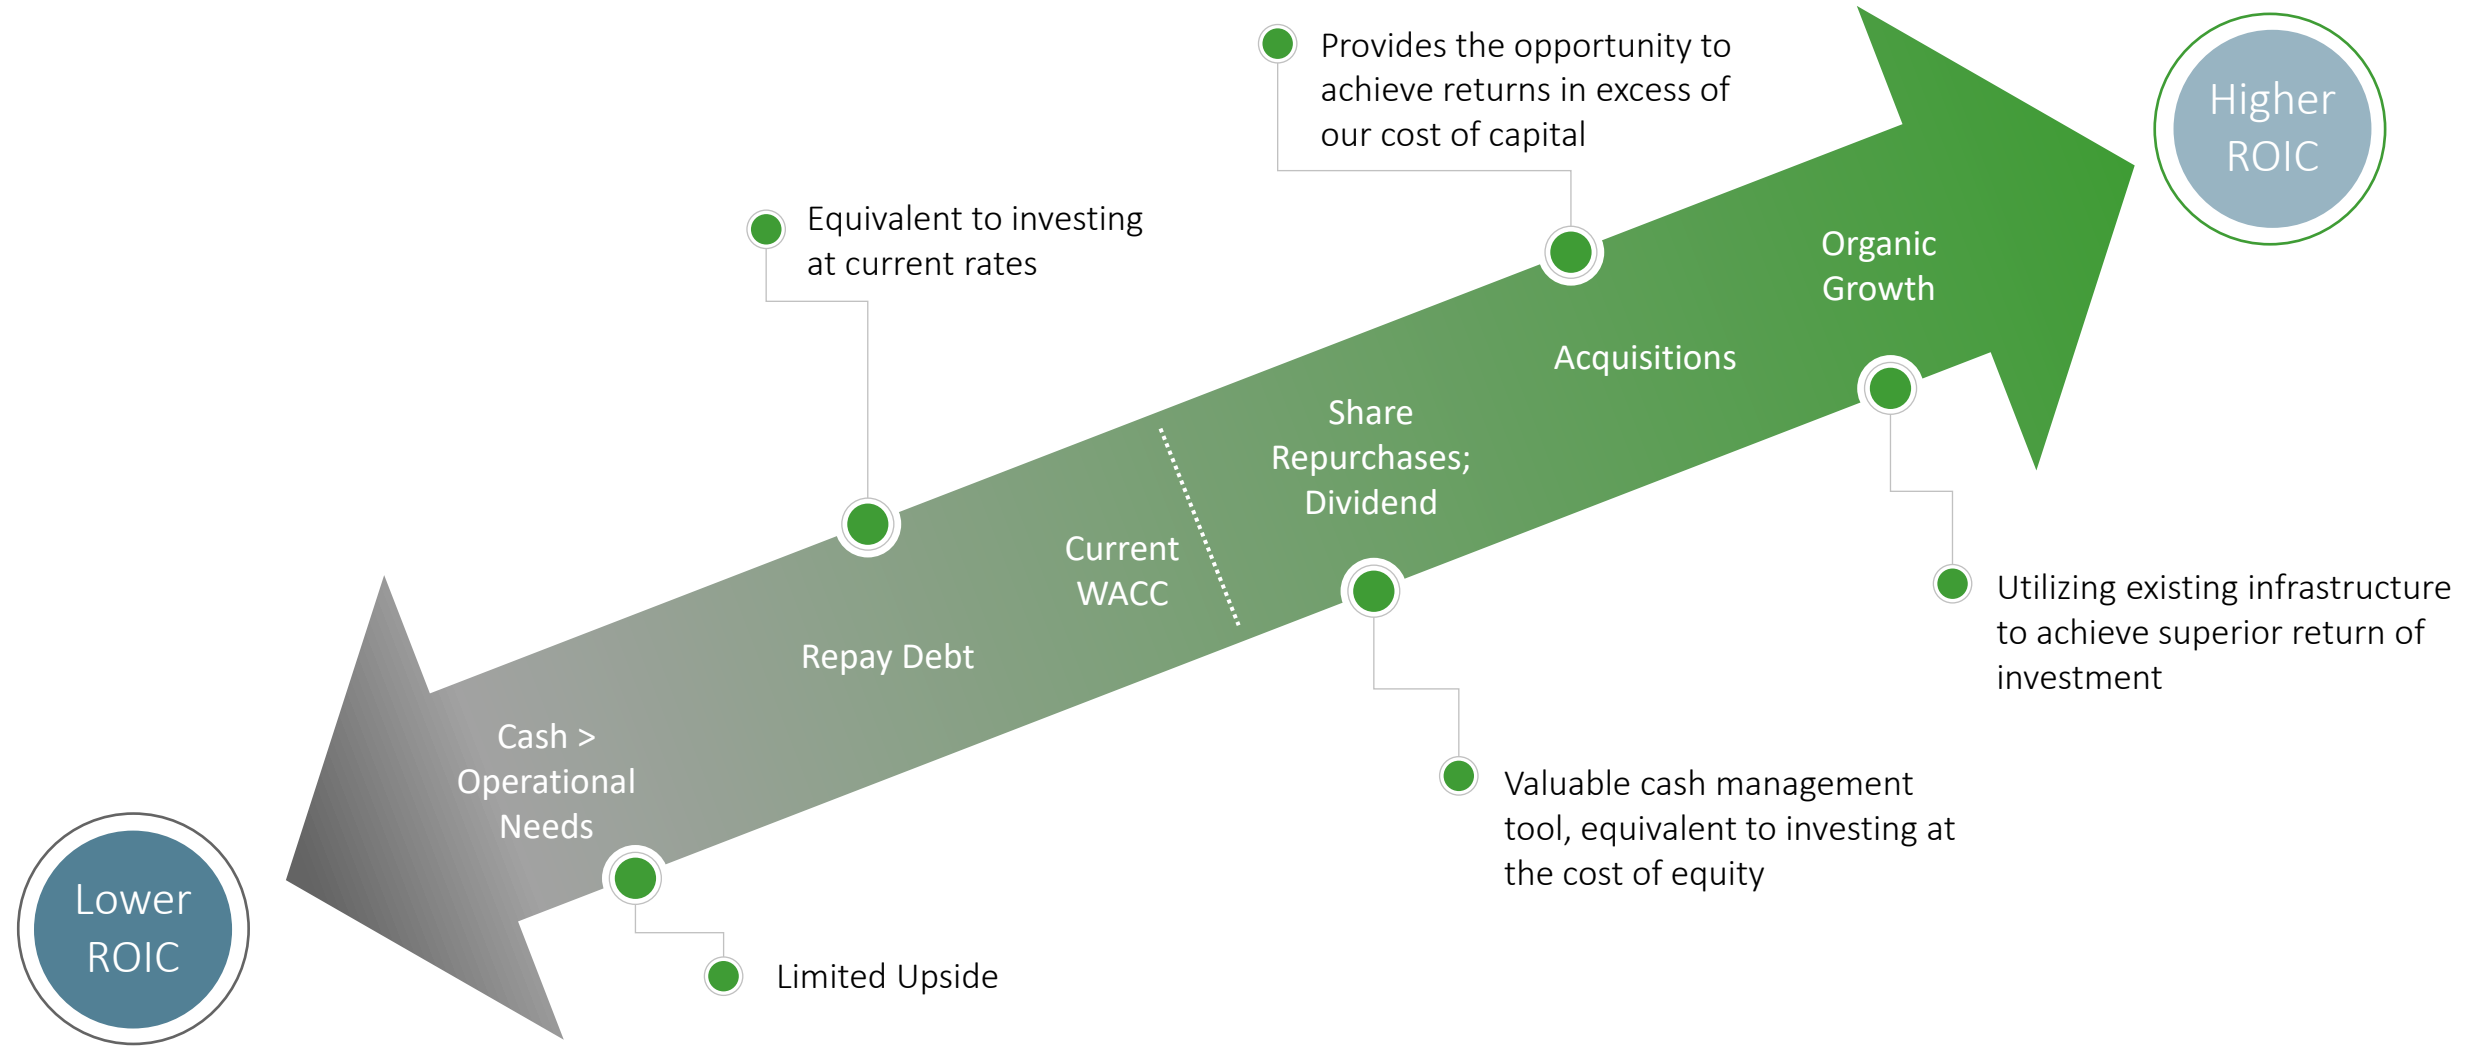 Provides the opportunity to
achieve returns in excess of
our cost of capital
Higher
ROIC
Equivalent to investing
at current rates
Organic
Growth
Acquisitions
Share
Repurchases;
Dividend
Current
WACC
Repay Debt
Cash >
Operational
Needs
Utilizing existing infrastructure
to achieve superior return of
investment
Valuable cash management
tool, equivalent to investing at
the cost of equity
Lower
ROIC
Limited Upside